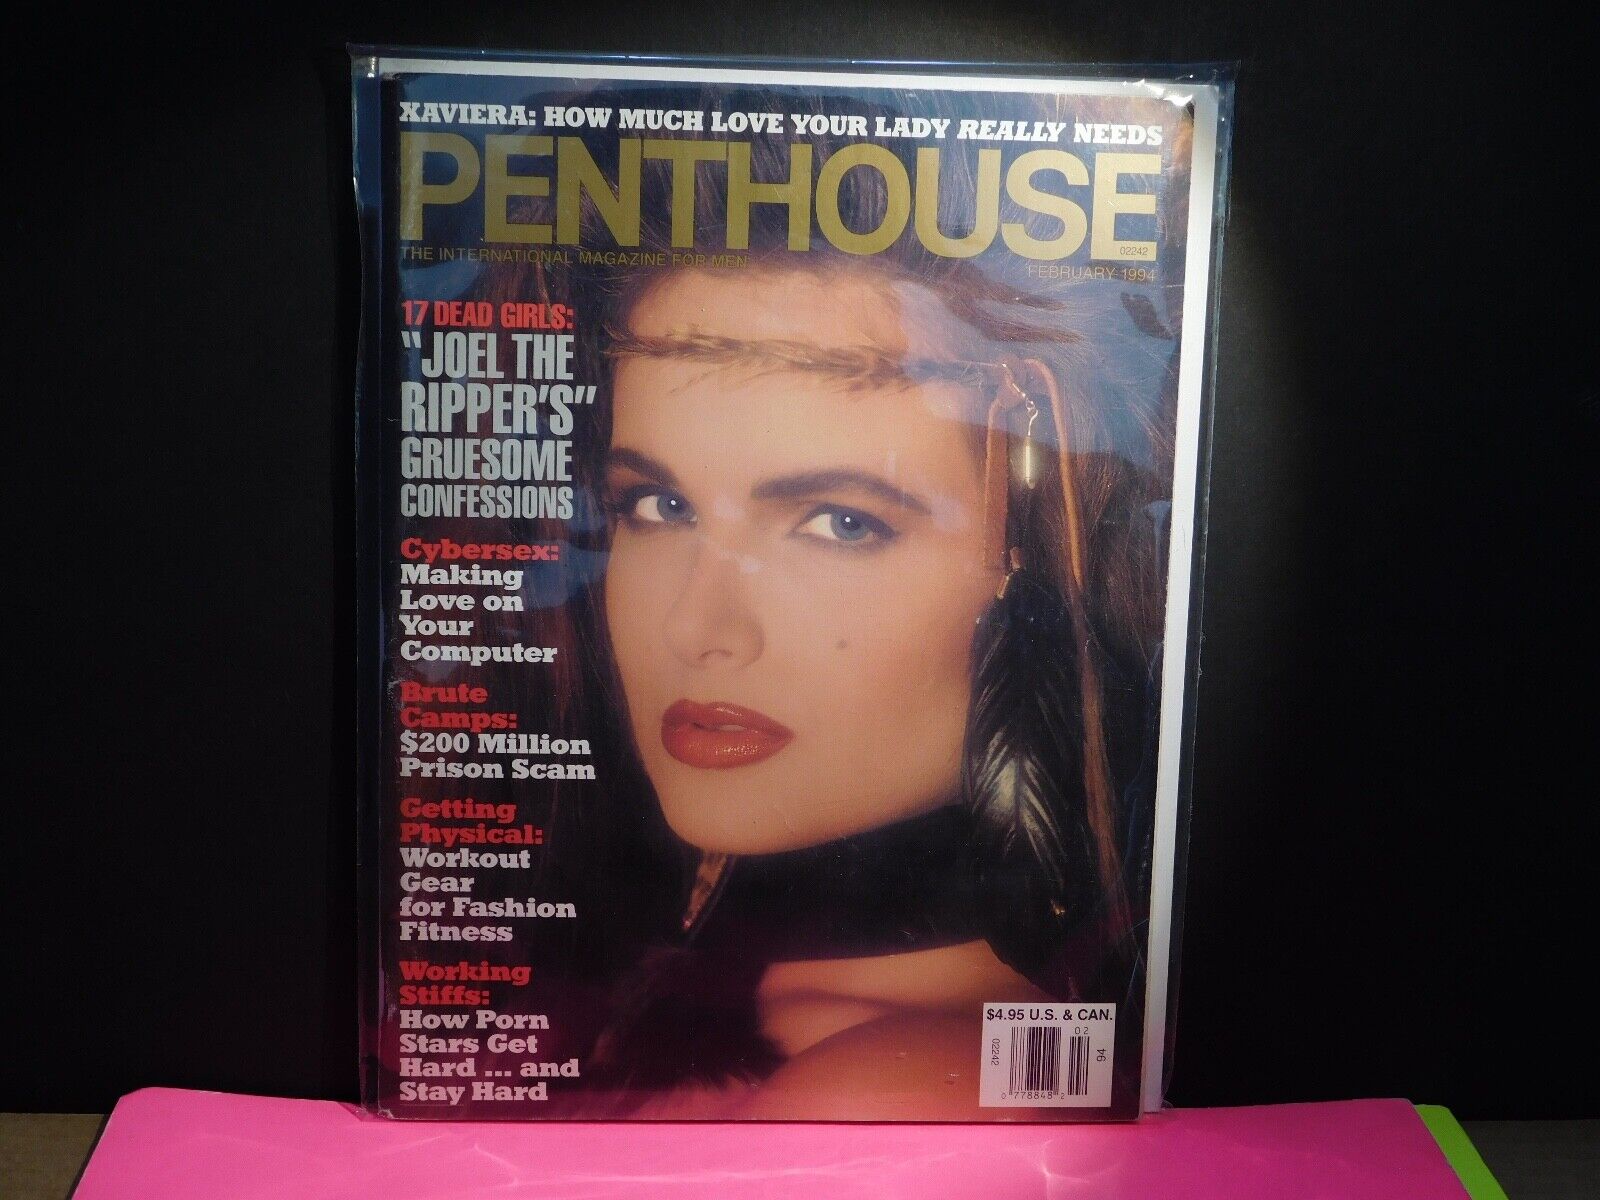 XAVIERA: HOW MUCH LOVE YOUR LADY REALLY NEEDS
PENTHOUSE
02242
THE INTERNATIONAL MAGAZINE FOR MEN
FEBRUARY 1994
17 DEAD GIRLS:
"JOEL THE
RIPPER'S"
GRUESOME
CONFESSIONS
Cybersex:
Making
Love on
Your
Computer
Brute
Camps:
$200 Million
Prison Scam
Getting
Physical:
Workout
Gear
for Fashion
Fitness
Working
Stiffs:
How Porn
Stars Get
Hard ... and
Stay Hard
$4.95 U.S. & CAN.
02
02242
94
0 778848 2